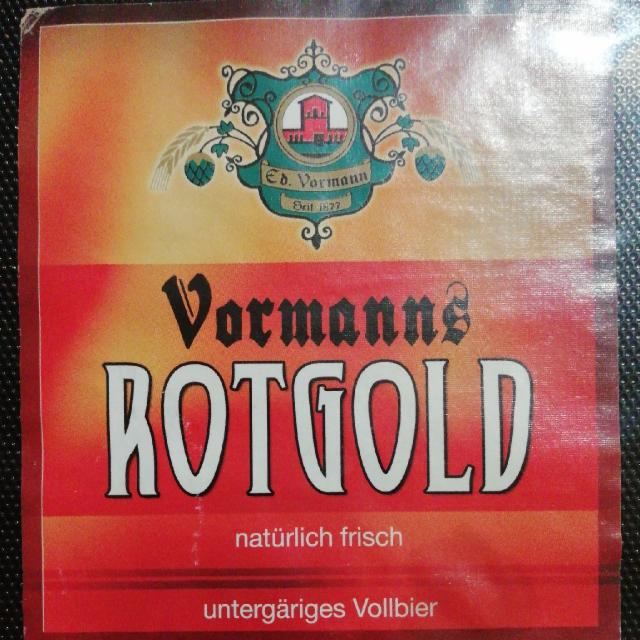 Ed. Vormann
Seit 1877
Vormanns
ROTGOLD
natürlich frisch
untergäriges Vollbier